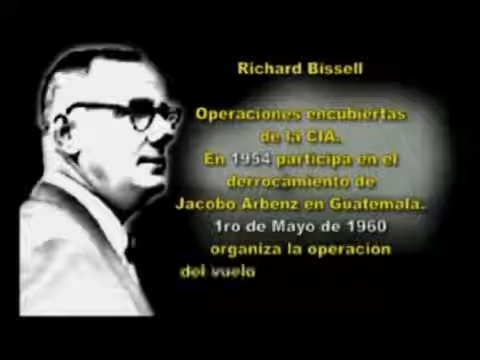 Richard Bissell
Operaciones encubiertas
de la CIA.
En 1954 participa en el
derrocamiento de
Jacobo Arbenz en Guatemala.
1ro de Mayo de 1960
organiza la operación
del vuelo